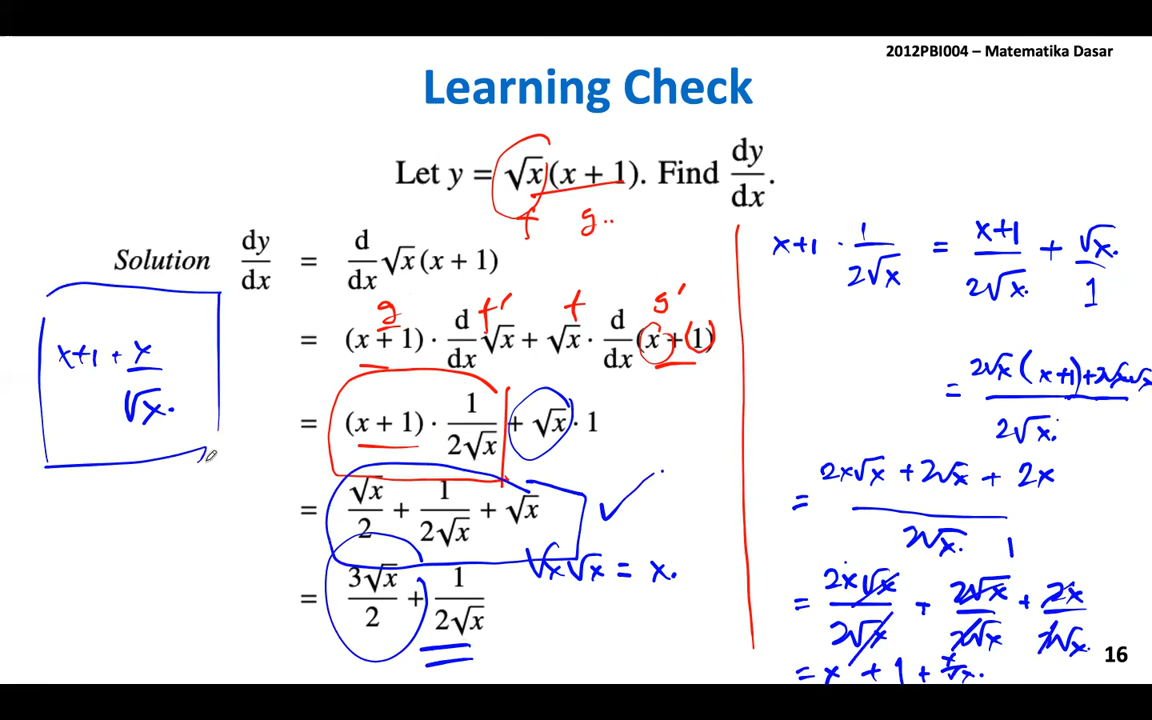 2012PBI004 – Matematika Dasar
Learning Check
Let y = √x(x + 1). Find dy/dx.
f g..
Solution dy/dx = d/dx √x(x + 1)
g f' f g'
= (x + 1) · d/dx √x + √x · d/dx (x + 1)
= (x + 1) · 1/2√x + √x · 1
= √x/2 + 1/2√x + √x ✓
√x√x = x.
= 3√x/2 + 1/2√x
x+1 + x/√x.
x+1 · 1/2√x = x+1/2√x. + √x./1
= 2√x (x+1) + 2√x√x / 2√x.
= 2x√x + 2√x + 2x / 2√x. 1
= 2x√x/2√x + 2√x/2√x + 2x/2√x.
= x + 1 + x/√x.
16